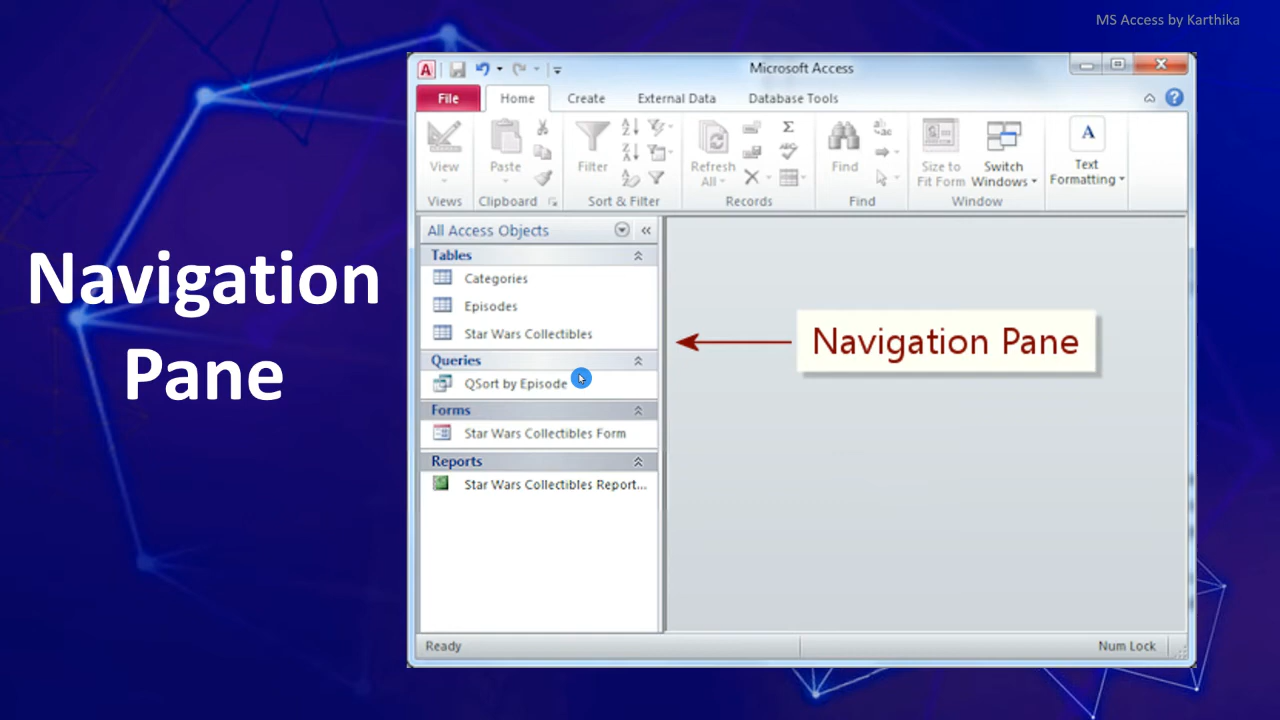 MS Access by Karthika
Navigation
Pane
Microsoft Access
File Home Create External Data Database Tools
View Paste Filter Refresh All Find Size to Fit Form Switch Windows Text Formatting
Views Clipboard Sort & Filter Records Find Window
All Access Objects
Tables
Categories
Episodes
Star Wars Collectibles
Queries
QSort by Episode
Forms
Star Wars Collectibles Form
Reports
Star Wars Collectibles Report...
Navigation Pane
Ready Num Lock